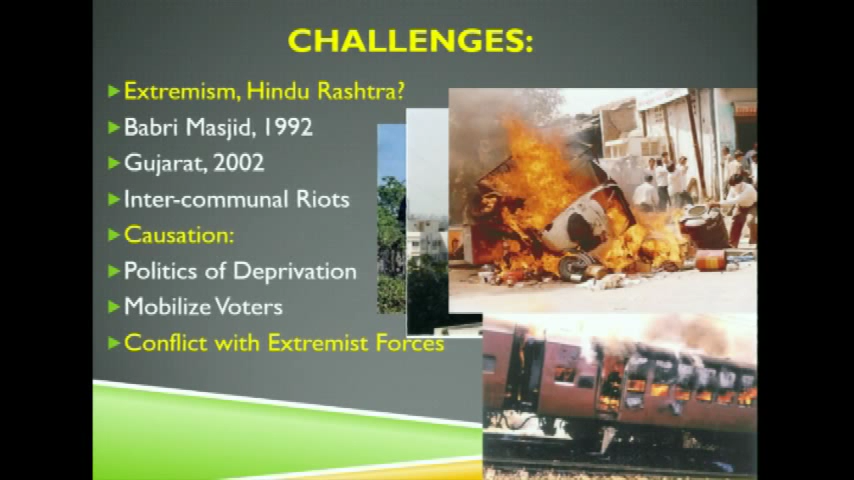 CHALLENGES:
Extremism, Hindu Rashtra?
Babri Masjid, 1992
Gujarat, 2002
Inter-communal Riots
Causation:
Politics of Deprivation
Mobilize Voters
Conflict with Extremist Forces